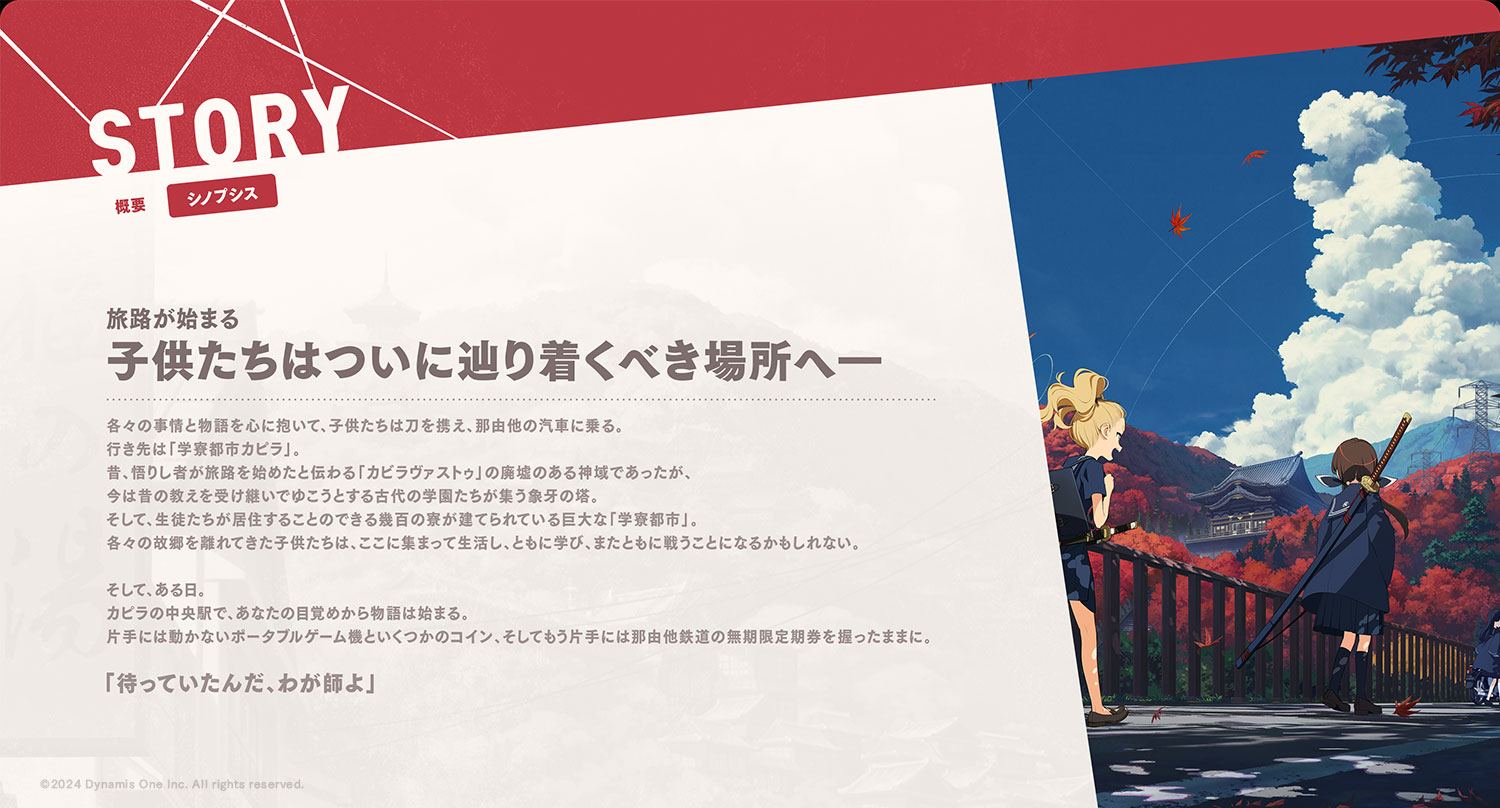 STORY
概要
シノプシス
旅路が始まる
子供たちはついに辿り着くべき場所へー
各々の事情と物語を心に抱いて、子供たちは刀を携え、那由他の汽車に乗る。
行き先は「学寮都市カピラ」。
昔、悟りし者が旅路を始めたと伝わる「カピラヴァストゥ」の廃墟のある神域であったが、
今は昔の教えを受け継いでゆこうとする古代の学園たちが集う象牙の塔。
そして、生徒たちが居住することのできる幾百の寮が建てられている巨大な「学寮都市」。
各々の故郷を離れてきた子供たちは、ここに集まって生活し、ともに学び、またともに戦うことになるかもしれない。
そして、ある日。
カピラの中央駅で、あなたの目覚めから物語は始まる。
片手には動かないポータブルゲーム機といくつかのコイン、そしてもう片手には那由他鉄道の無期限定期券を握ったままに。
「待っていたんだ、わが師よ」
©2024 Dynamis One Inc. All rights reserved.